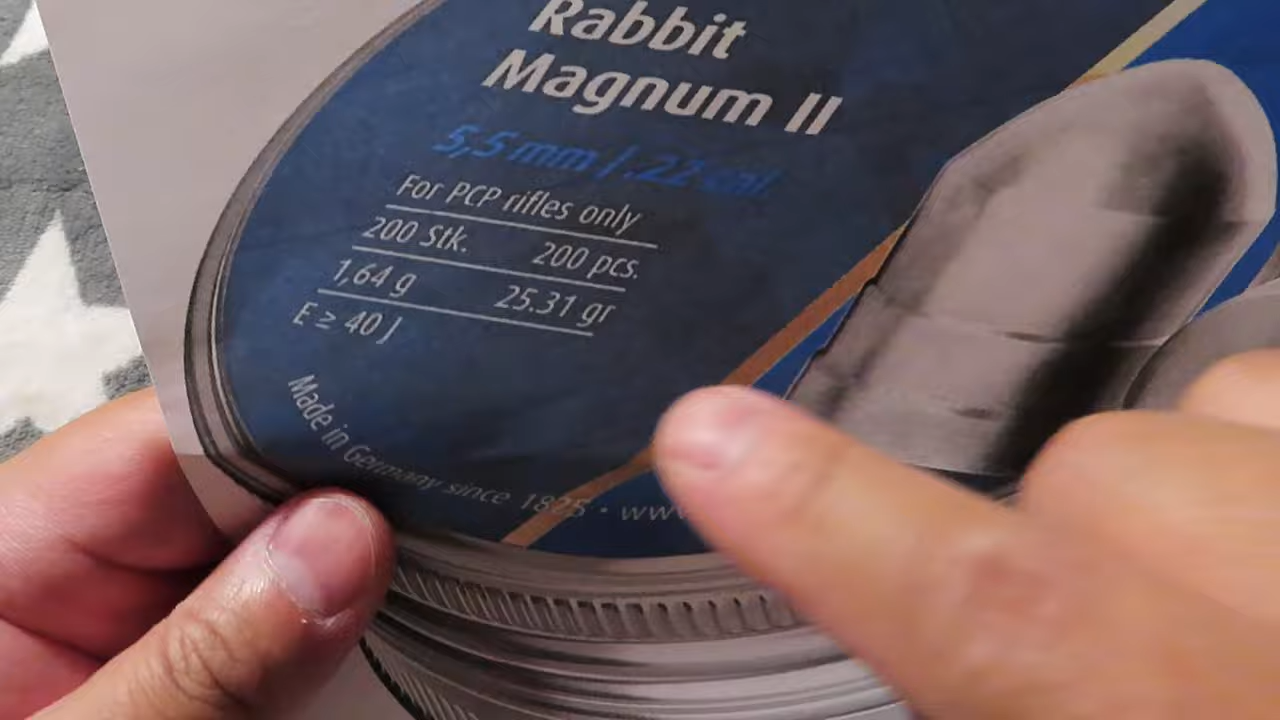 Rabbit
Magnum II
5,5 mm | .22 cal.
For PCP rifles only
200 Stk. 200 pcs.
1,64 g 25.31 gr
E ≥ 40 J
Made in Germany since 1825 • www